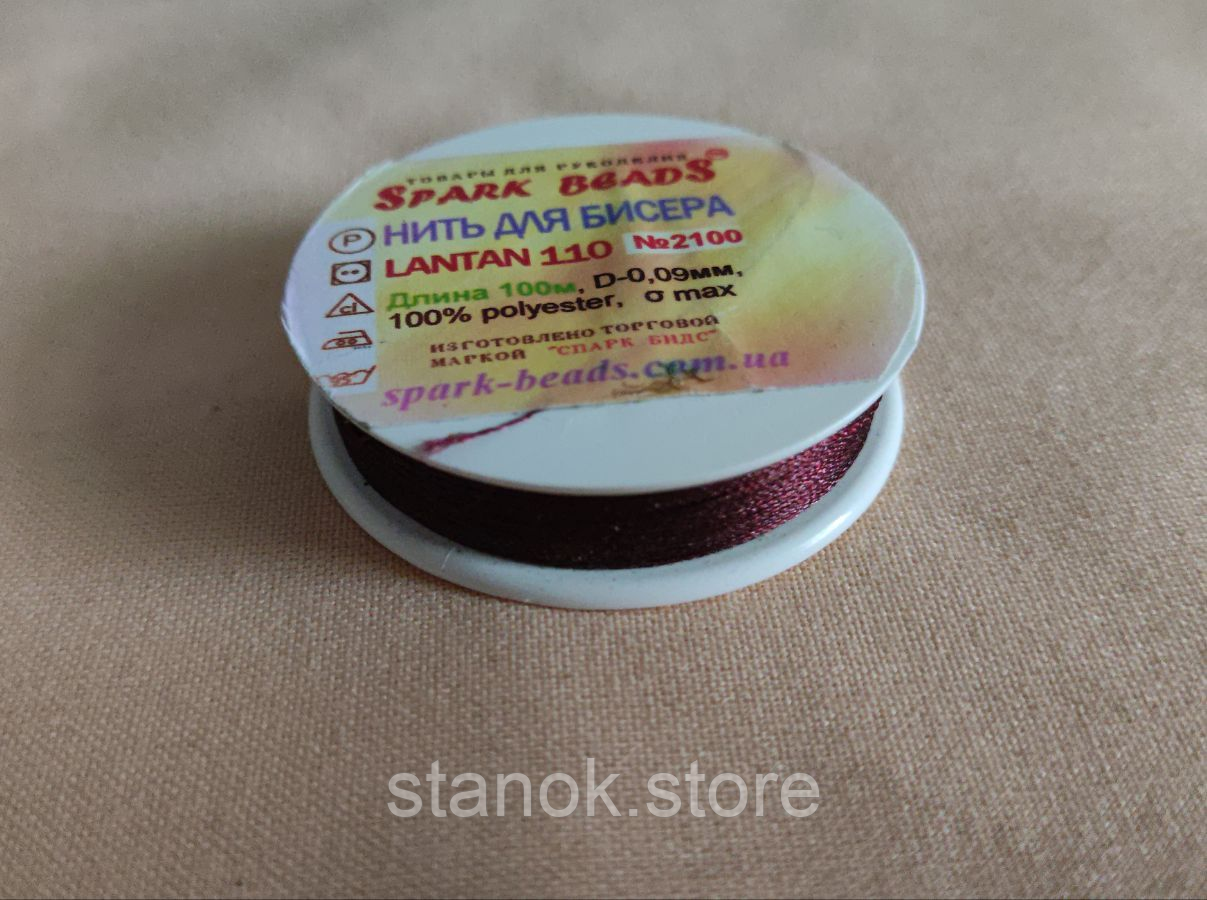 ТОВАРЫ ДЛЯ РУКОДЕЛИЯ
SPARK BEADS
НИТЬ ДЛЯ БИСЕРА
LANTAN 110 №2100
Длина 100м, D-0,09мм,
100% polyester, σ max
ИЗГОТОВЛЕНО ТОРГОВОЙ
МАРКОЙ "СПАРК БИДС"
spark-beads.com.ua
P
cl
stanok.store